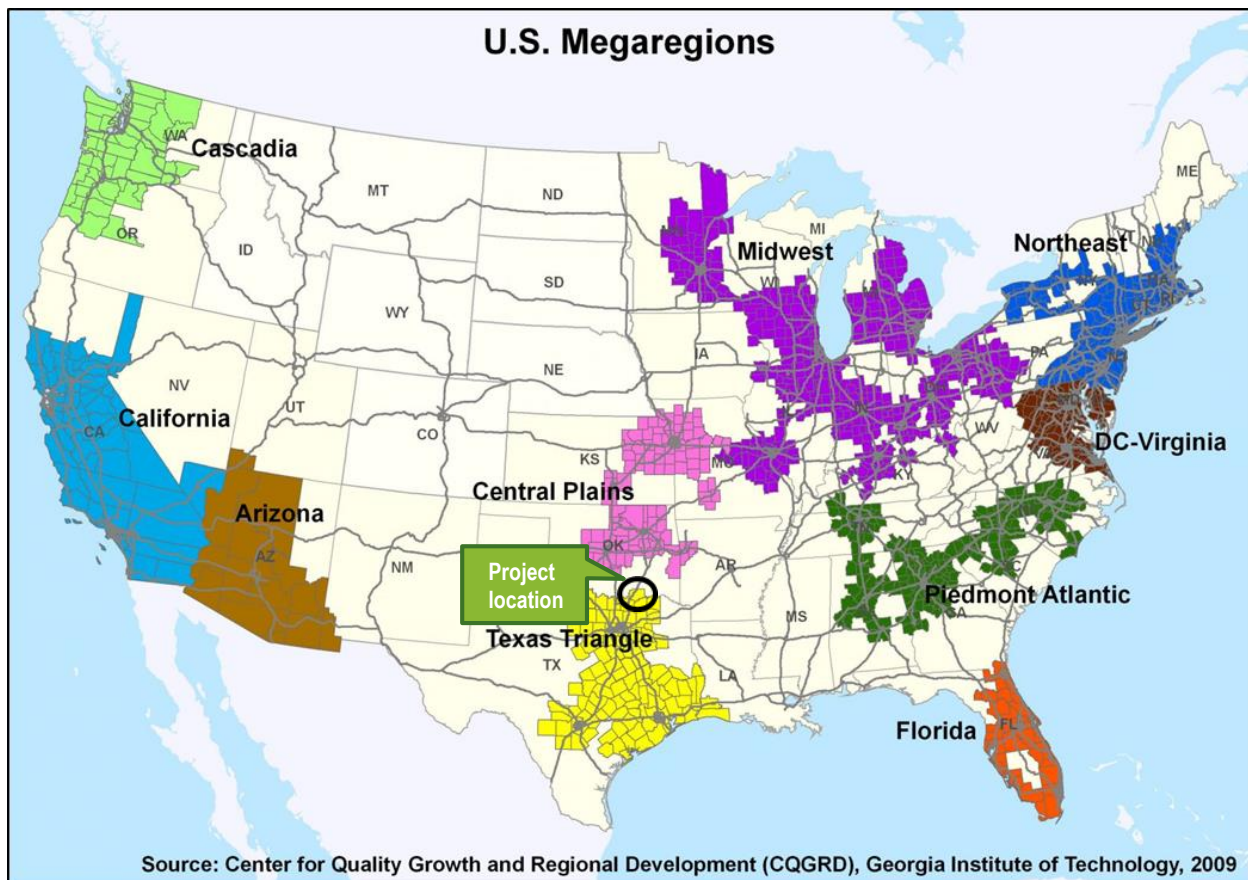 U.S. Megaregions
WA
Cascadia
ME
MT
ND
OR
ID
MI
Midwest
Northeast
VT
WI
SD
WY
RI
IA
PA
NE
NV
California
UT
CA
CO
WV
DC-Virginia
VA
KS
MO
KY
Central Plains
Arizona
OK
AZ
NM
AR
Project
location
Piedmont Atlantic
MS
Texas Triangle
TX
LA
Florida
FL
Source: Center for Quality Growth and Regional Development (CQGRD), Georgia Institute of Technology, 2009